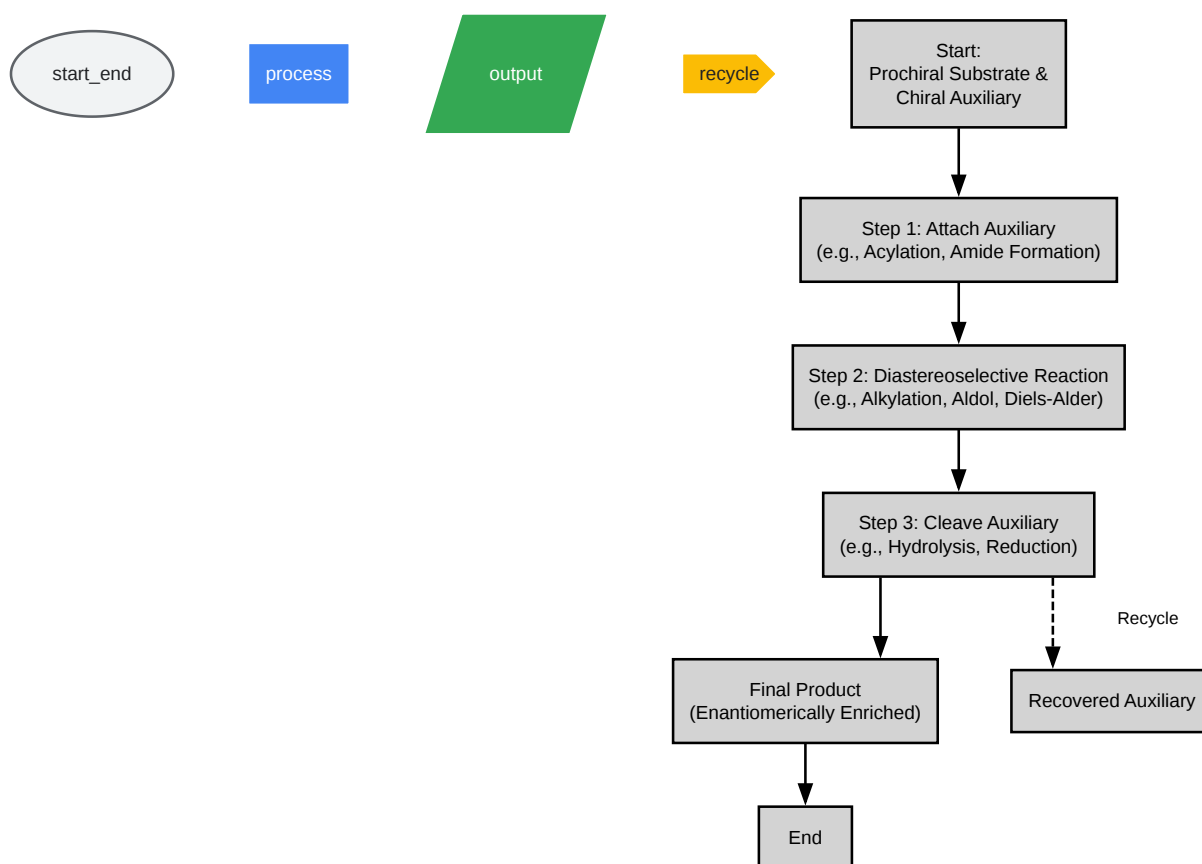 start_end
process
output
recycle
Start:
Prochiral Substrate &
Chiral Auxiliary
Step 1: Attach Auxiliary
(e.g., Acylation, Amide Formation)
Step 2: Diastereoselective Reaction
(e.g., Alkylation, Aldol, Diels-Alder)
Step 3: Cleave Auxiliary
(e.g., Hydrolysis, Reduction)
Recycle
Final Product
(Enantiomerically Enriched)
Recovered Auxiliary
End